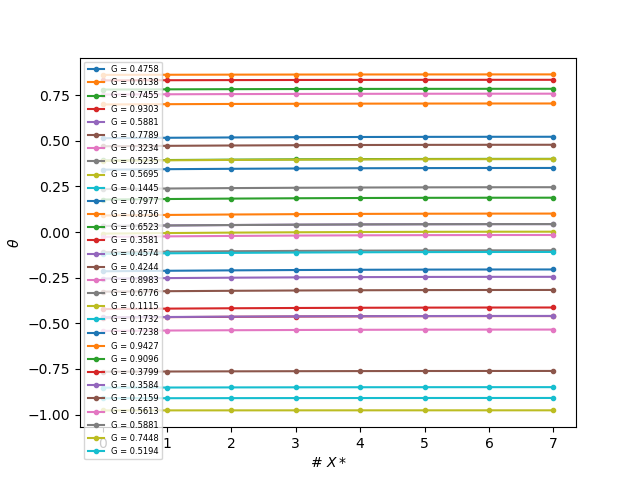 G = 0.4758
G = 0.6138
G = 0.7455
G = 0.9303
G = 0.5881
G = 0.7789
G = 0.3234
G = 0.5235
G = 0.5695
G = 0.1445
G = 0.7977
G = 0.8756
G = 0.6523
G = 0.3581
G = 0.4574
G = 0.4244
G = 0.8983
G = 0.6776
G = 0.1115
G = 0.1732
G = 0.7238
G = 0.9427
G = 0.9096
G = 0.3799
G = 0.3584
G = 0.2159
G = 0.5613
G = 0.5881
G = 0.7448
G = 0.5194
0.75
0.50
0.25
0.00
−0.25
−0.50
−0.75
−1.00
θ
0 1 2 3 4 5 6 7
# X *